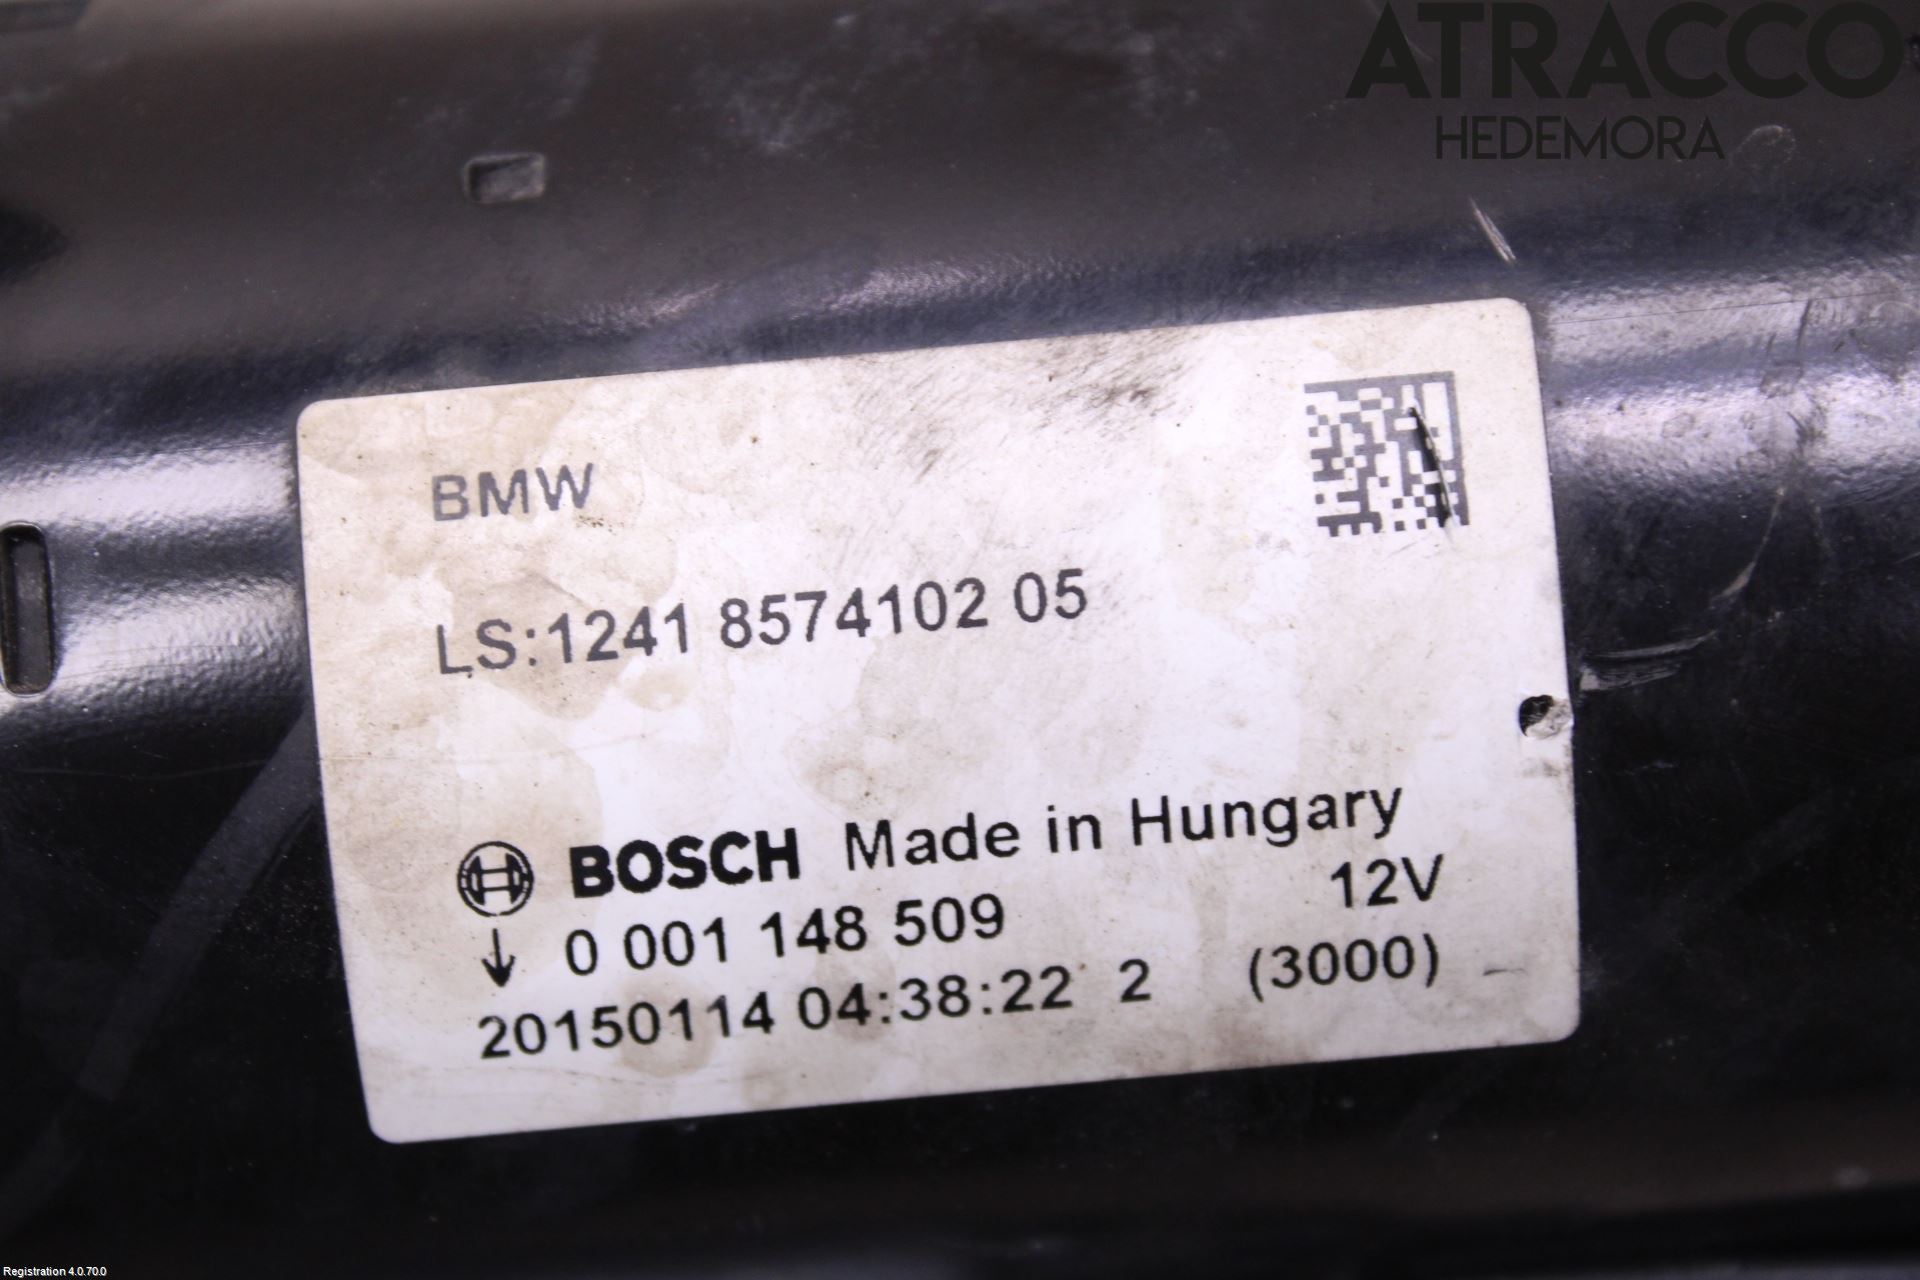 ATRACCO
HEDEMORA
BMW
LS:1241 8574102 05
BOSCH Made in Hungary
0 001 148 509 12V
20150114 04:38:22 2 (3000)
Registration 4.0.70.0